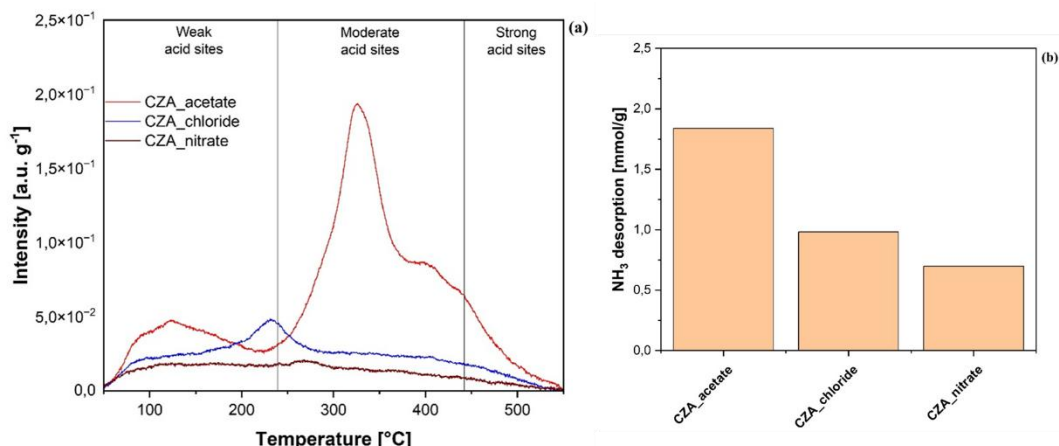 (a)
Weak
acid sites
Moderate
acid sites
Strong
acid sites
CZA_acetate
CZA_chloride
CZA_nitrate
Intensity [a.u. g⁻¹]
2,5×10⁻¹
2,0×10⁻¹
1,5×10⁻¹
1,0×10⁻¹
5,0×10⁻²
0,0
100 200 300 400 500
Temperature [°C]
(b)
NH₃ desorption [mmol/g]
2,5
2,0
1,5
1,0
0,5
0,0
CZA_acetate
CZA_chloride
CZA_nitrate